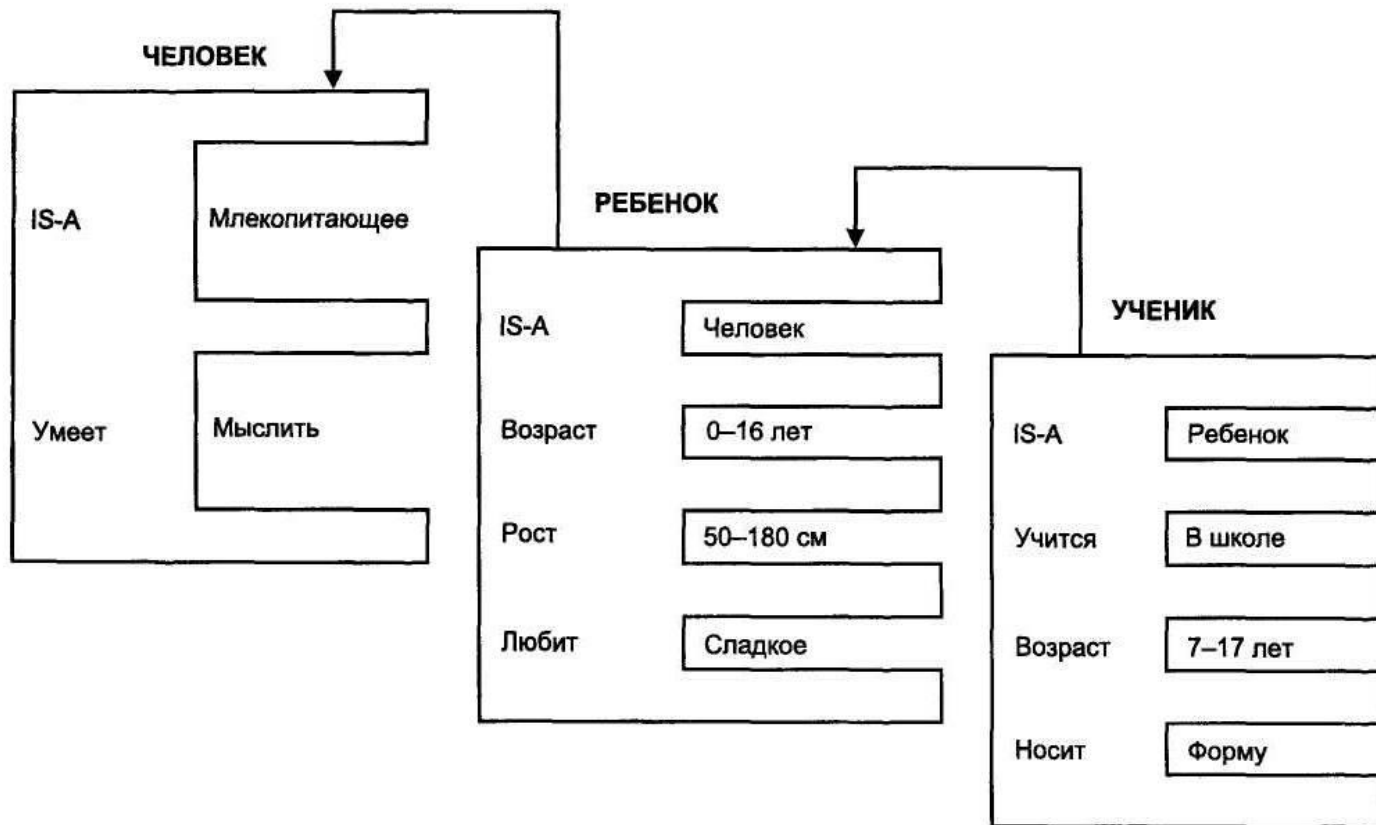 ЧЕЛОВЕК
IS-A Млекопитающее
Умеет Мыслить
РЕБЕНОК
IS-A Человек
Возраст 0–16 лет
Рост 50–180 см
Любит Сладкое
УЧЕНИК
IS-A Ребенок
Учится В школе
Возраст 7–17 лет
Носит Форму